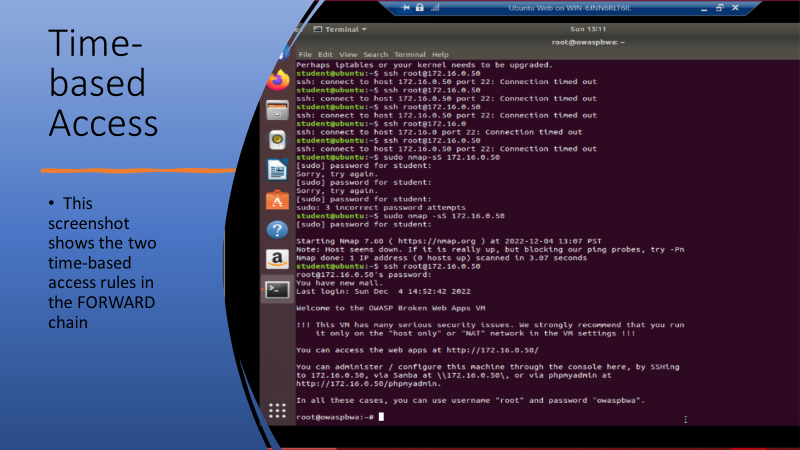 Time-
based
Access
• This
screenshot
shows the two
time-based
access rules in
the FORWARD
chain
Ubuntu Web on WIN-6JNN6RLT6IL
Terminal
Sun 13:11
root@owaspbwa: ~
File Edit View Search Terminal Help
Perhaps iptables or your kernel needs to be upgraded.
student@ubuntu:~$ ssh root@172.16.0.50
ssh: connect to host 172.16.0.50 port 22: Connection timed out
student@ubuntu:~$ ssh root@172.16.0.50
ssh: connect to host 172.16.0.50 port 22: Connection timed out
student@ubuntu:~$ ssh root@172.16.0.50
ssh: connect to host 172.16.0.50 port 22: Connection timed out
student@ubuntu:~$ ssh root@172.16.0
ssh: connect to host 172.16.0 port 22: Connection timed out
student@ubuntu:~$ ssh root@172.16.0.50
ssh: connect to host 172.16.0.50 port 22: Connection timed out
student@ubuntu:~$ sudo nmap-sS 172.16.0.50
[sudo] password for student:
Sorry, try again.
[sudo] password for student:
Sorry, try again.
[sudo] password for student:
sudo: 3 incorrect password attempts
student@ubuntu:~$ sudo nmap -sS 172.16.0.50
[sudo] password for student:
Starting Nmap 7.60 ( https://nmap.org ) at 2022-12-04 13:07 PST
Note: Host seems down. If it is really up, but blocking our ping probes, try -Pn
Nmap done: 1 IP address (0 hosts up) scanned in 3.07 seconds
student@ubuntu:~$ ssh root@172.16.0.50
root@172.16.0.50's password:
You have new mail.
Last login: Sun Dec  4 14:52:42 2022
Welcome to the OWASP Broken Web Apps VM
!!! This VM has many serious security issues. We strongly recommend that you run
it only on the "host only" or "NAT" network in the VM settings !!!
You can access the web apps at http://172.16.0.50/
You can administer / configure this machine through the console here, by SSHing
to 172.16.0.50, via Samba at \\172.16.0.50\, or via phpmyadmin at
http://172.16.0.50/phpmyadmin.
In all these cases, you can use username "root" and password "owaspbwa".
root@owaspbwa:~#